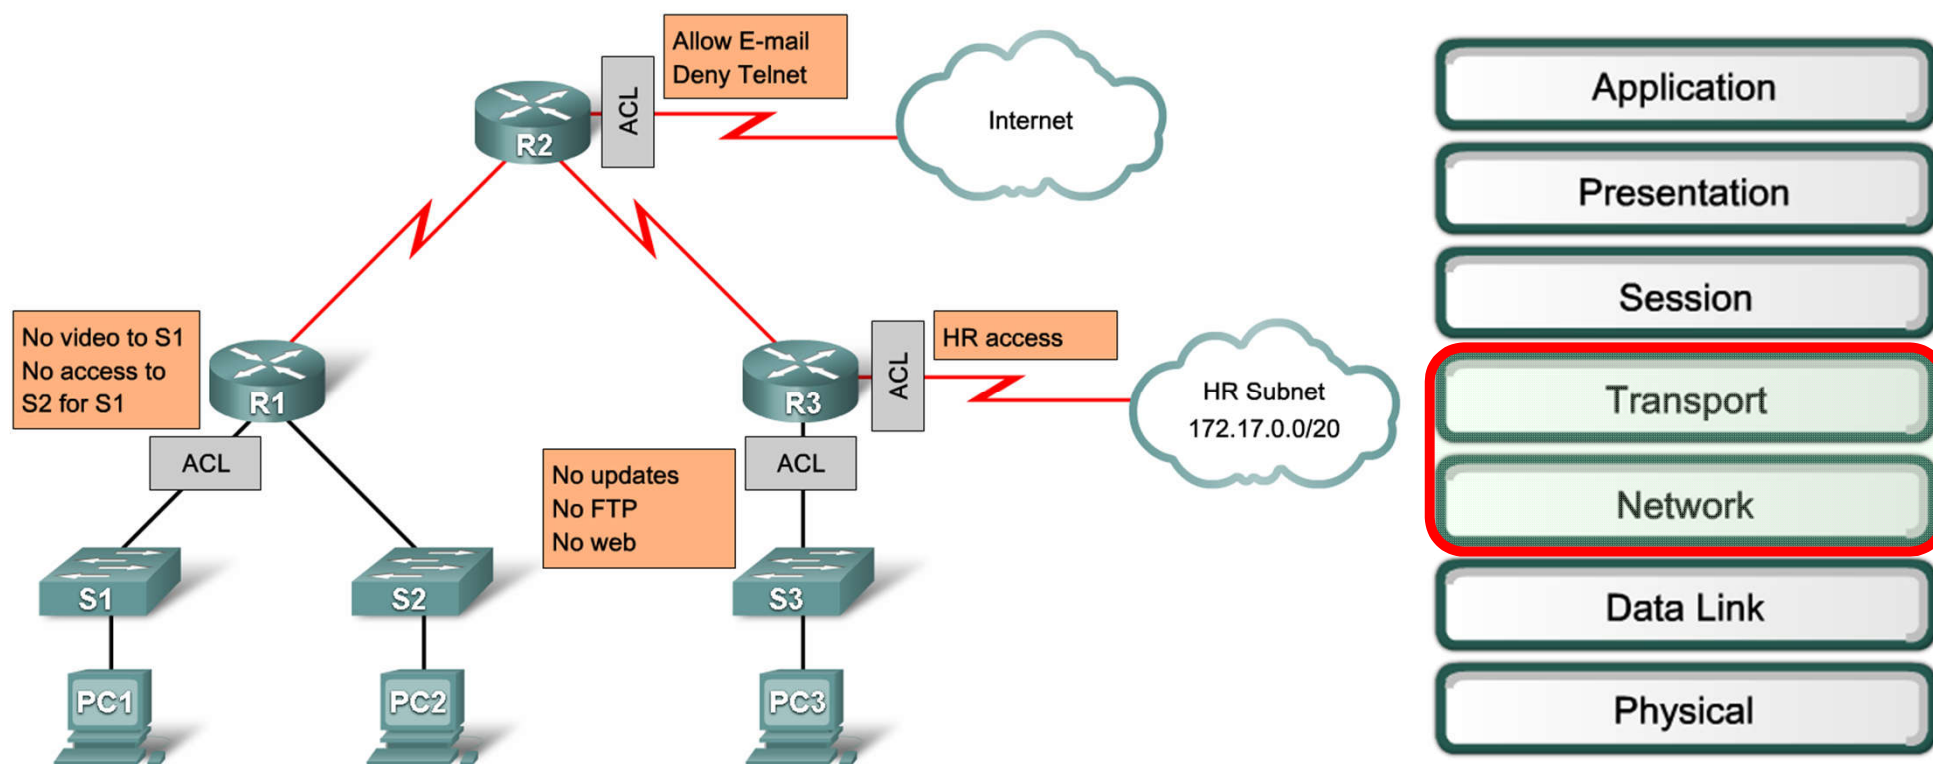 Allow E-mail
Deny Telnet
ACL
R2
Internet
No video to S1
No access to
S2 for S1
R1
ACL
R3
ACL
HR access
HR Subnet
172.17.0.0/20
No updates
No FTP
No web
ACL
S1
S2
S3
PC1
PC2
PC3
Application
Presentation
Session
Transport
Network
Data Link
Physical